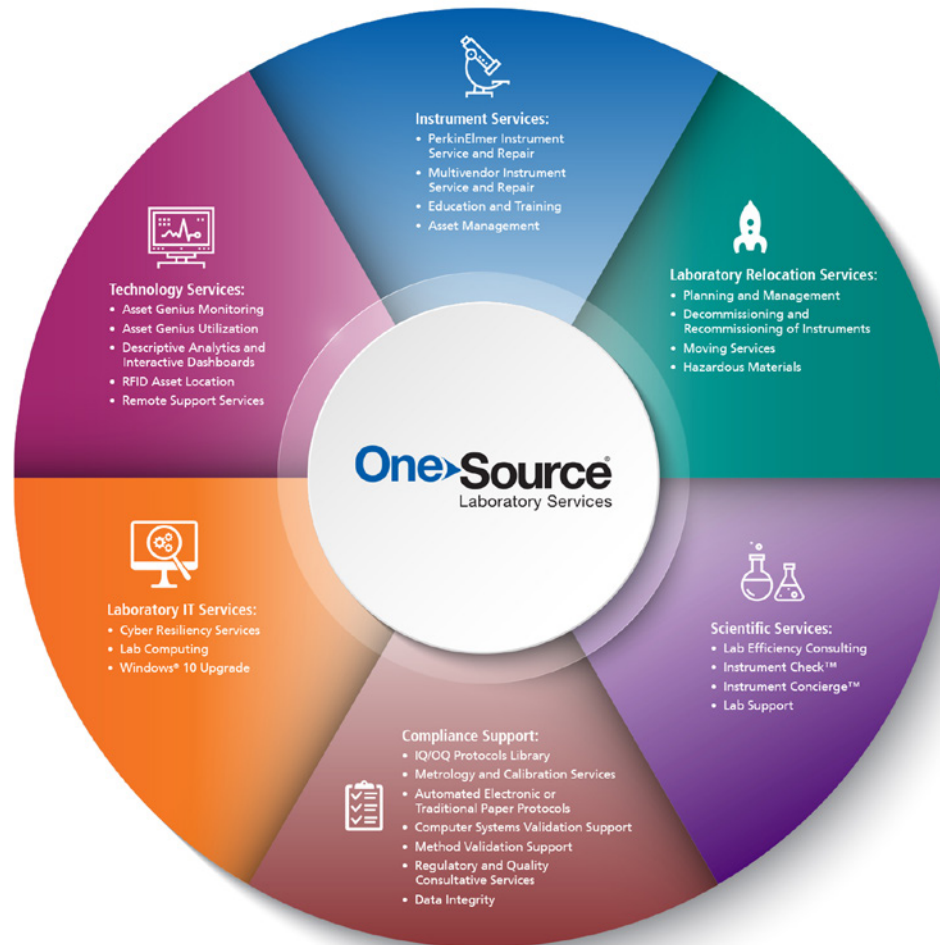 Instrument Services:
• PerkinElmer Instrument
Service and Repair
• Multivendor Instrument
Service and Repair
• Education and Training
• Asset Management
Laboratory Relocation Services:
• Planning and Management
• Decommissioning and
Recommissioning of Instruments
• Moving Services
• Hazardous Materials
Scientific Services:
• Lab Efficiency Consulting
• Instrument Check™
• Instrument Concierge™
• Lab Support
Compliance Support:
• IQ/OQ Protocols Library
• Metrology and Calibration Services
• Automated Electronic or
Traditional Paper Protocols
• Computer Systems Validation Support
• Method Validation Support
• Regulatory and Quality
Consultative Services
• Data Integrity
Laboratory IT Services:
• Cyber Resiliency Services
• Lab Computing
• Windows® 10 Upgrade
Technology Services:
• Asset Genius Monitoring
• Asset Genius Utilization
• Descriptive Analytics and
Interactive Dashboards
• RFID Asset Location
• Remote Support Services
OneSource®
Laboratory Services